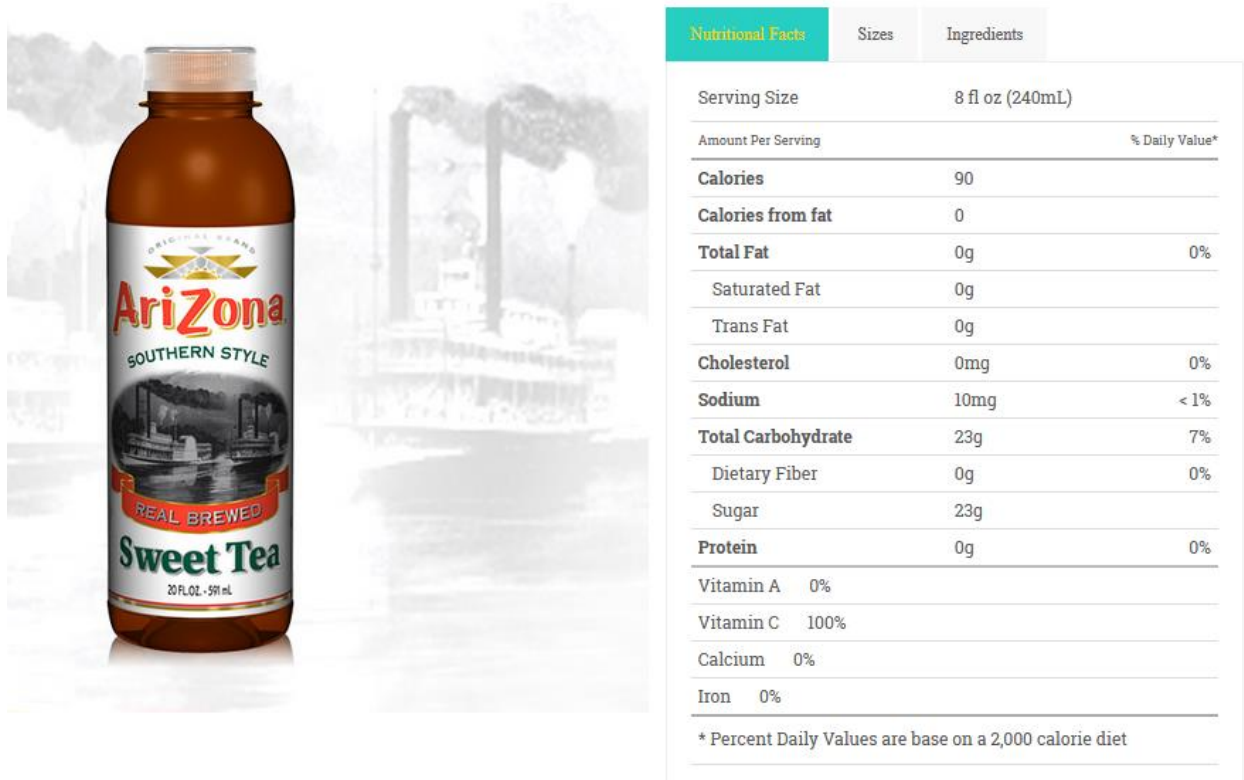 ORIGINAL BRAND
AriZona
SOUTHERN STYLE
REAL BREWED
Sweet Tea
20 FL.OZ. - 591 mL
Nutritional Facts Sizes Ingredients
Serving Size 8 fl oz (240mL)
Amount Per Serving % Daily Value*
Calories 90
Calories from fat 0
Total Fat 0g 0%
Saturated Fat 0g
Trans Fat 0g
Cholesterol 0mg 0%
Sodium 10mg < 1%
Total Carbohydrate 23g 7%
Dietary Fiber 0g 0%
Sugar 23g
Protein 0g 0%
Vitamin A 0%
Vitamin C 100%
Calcium 0%
Iron 0%
* Percent Daily Values are base on a 2,000 calorie diet